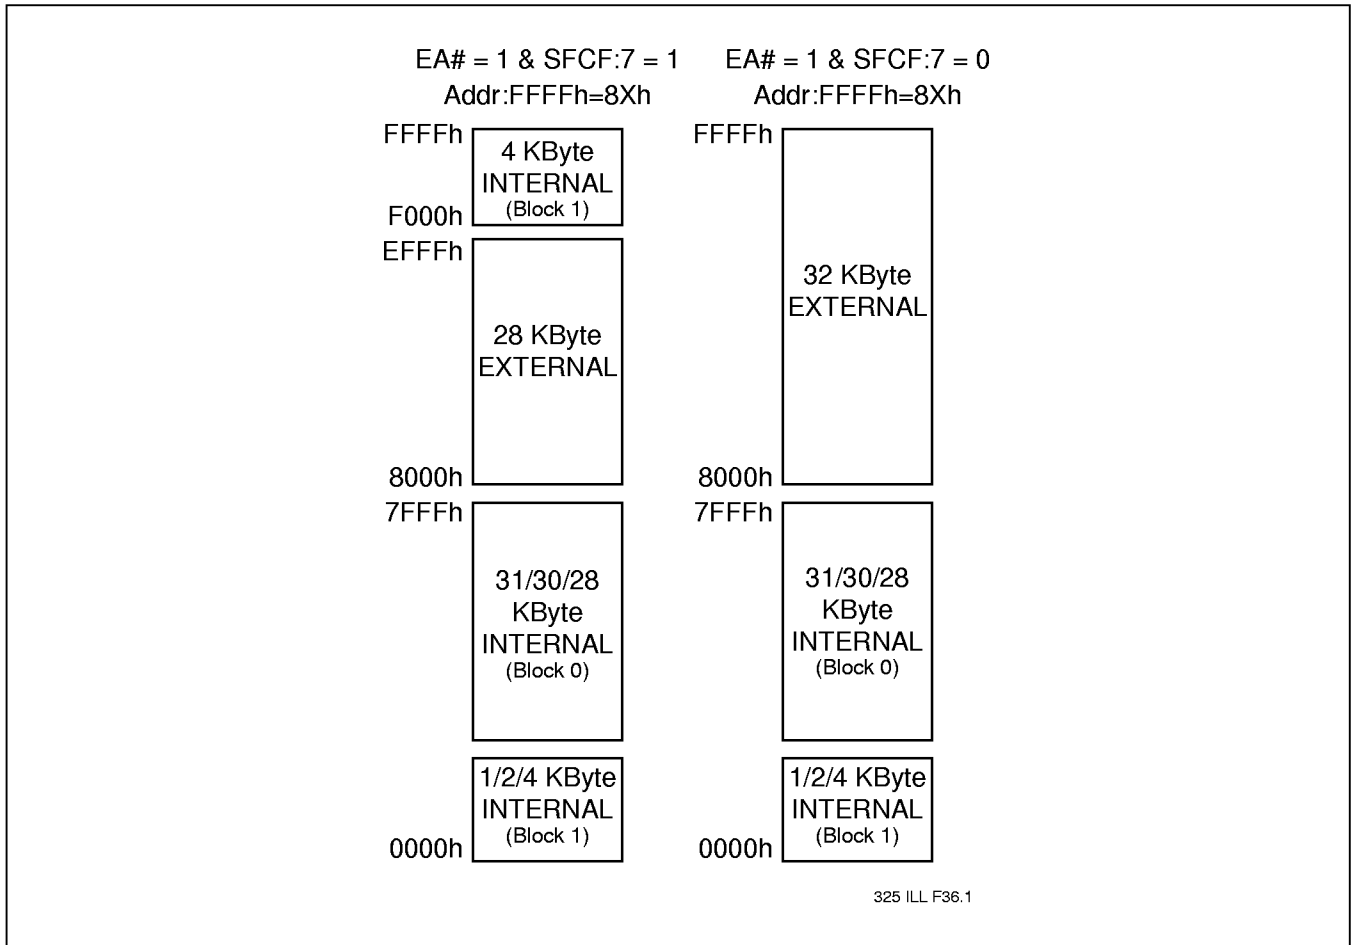 EA# = 1 & SFCF:7 = 1
Addr:FFFFh=8Xh
FFFFh
4 KByte
INTERNAL
(Block 1)
F000h
EFFFh
28 KByte
EXTERNAL
8000h
7FFFh
31/30/28
KByte
INTERNAL
(Block 0)
1/2/4 KByte
INTERNAL
(Block 1)
0000h
EA# = 1 & SFCF:7 = 0
Addr:FFFFh=8Xh
FFFFh
32 KByte
EXTERNAL
8000h
7FFFh
31/30/28
KByte
INTERNAL
(Block 0)
1/2/4 KByte
INTERNAL
(Block 1)
0000h
325 ILL F36.1